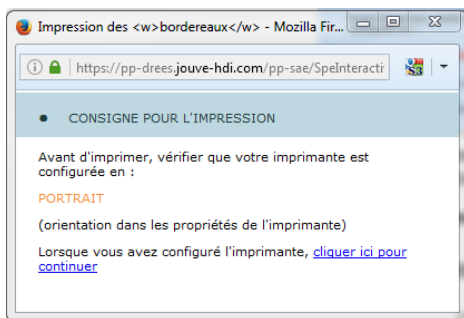 Impression des <w>bordereaux</w> - Mozilla Fir...
https://pp-drees.jouve-hdi.com/pp-sae/SpeInteracti
S3
• CONSIGNE POUR L'IMPRESSION
Avant d'imprimer, vérifier que votre imprimante est
configurée en :
PORTRAIT
(orientation dans les propriétés de l'imprimante)
Lorsque vous avez configuré l'imprimante, cliquer ici pour
continuer